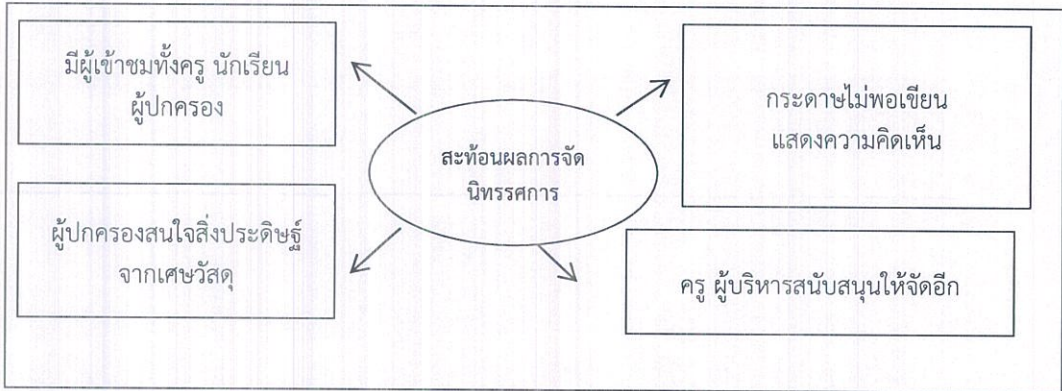 มีผู้เข้าชมทั้งครู นักเรียน
ผู้ปกครอง
กระดาษไม่พอเขียน
แสดงความคิดเห็น
สะท้อนผลการจัด
นิทรรศการ
ผู้ปกครองสนใจสิ่งประดิษฐ์
จากเศษวัสดุ
ครู ผู้บริหารสนับสนุนให้จัดอีก